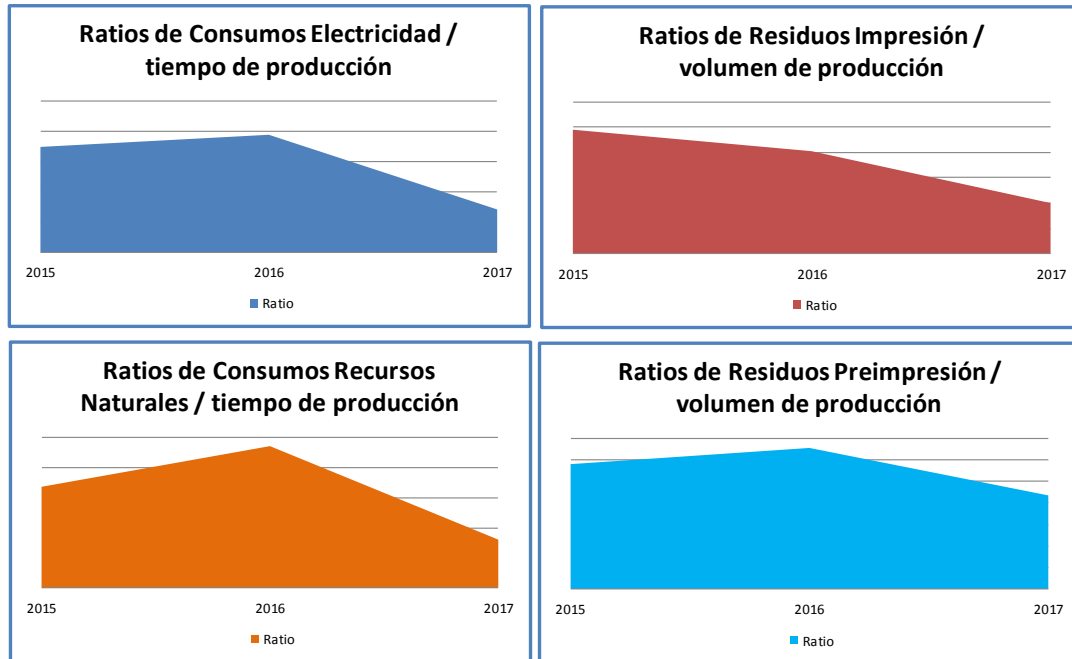 Ratios de Consumos Electricidad /
tiempo de producción
2015 2016 2017
Ratio
Ratios de Residuos Impresión /
volumen de producción
2015 2016 2017
Ratio
Ratios de Consumos Recursos
Naturales / tiempo de producción
2015 2016 2017
Ratio
Ratios de Residuos Preimpresión /
volumen de producción
2015 2016 2017
Ratio